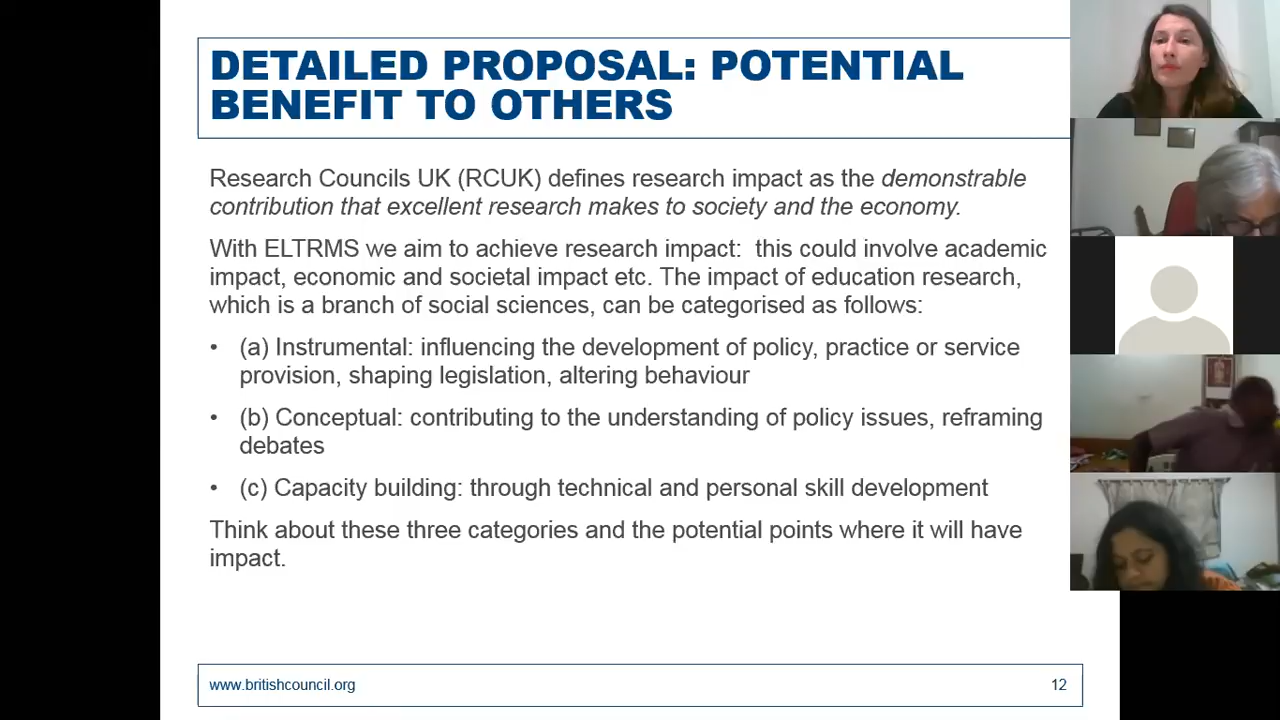 DETAILED PROPOSAL: POTENTIAL
BENEFIT TO OTHERS
Research Councils UK (RCUK) defines research impact as the demonstrable
contribution that excellent research makes to society and the economy.
With ELTRMS we aim to achieve research impact:  this could involve academic
impact, economic and societal impact etc. The impact of education research,
which is a branch of social sciences, can be categorised as follows:
• (a) Instrumental: influencing the development of policy, practice or service
provision, shaping legislation, altering behaviour
• (b) Conceptual: contributing to the understanding of policy issues, reframing
debates
• (c) Capacity building: through technical and personal skill development
Think about these three categories and the potential points where it will have
impact.
www.britishcouncil.org 12